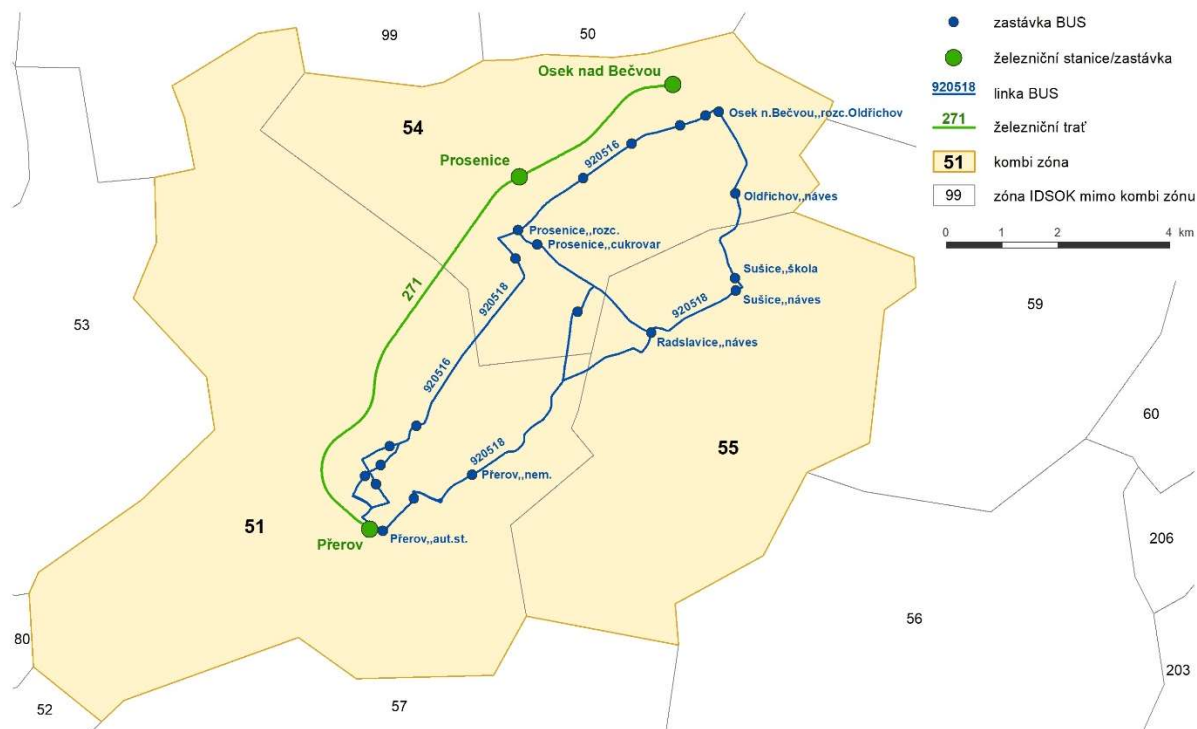 99
50
zastávka BUS
Osek nad Bečvou
železniční stanice/zastávka
920518
linka BUS
Osek n.Bečvou,,rozc.Oldřichov
54
271
železniční trať
920516
Prosenice
51
kombi zóna
Oldřichov,,náves
99
zóna IDSOK mimo kombi zónu
Prosenice,,rozc.
0 1 2 4 km
Prosenice,,cukrovar
Sušice,,škola
271
920518
920518
Sušice,,náves
59
53
Radslavice,,náves
920516
60
920518
55
Přerov,,nem.
51
Přerov,,aut.st.
206
Přerov
56
80
203
52
57